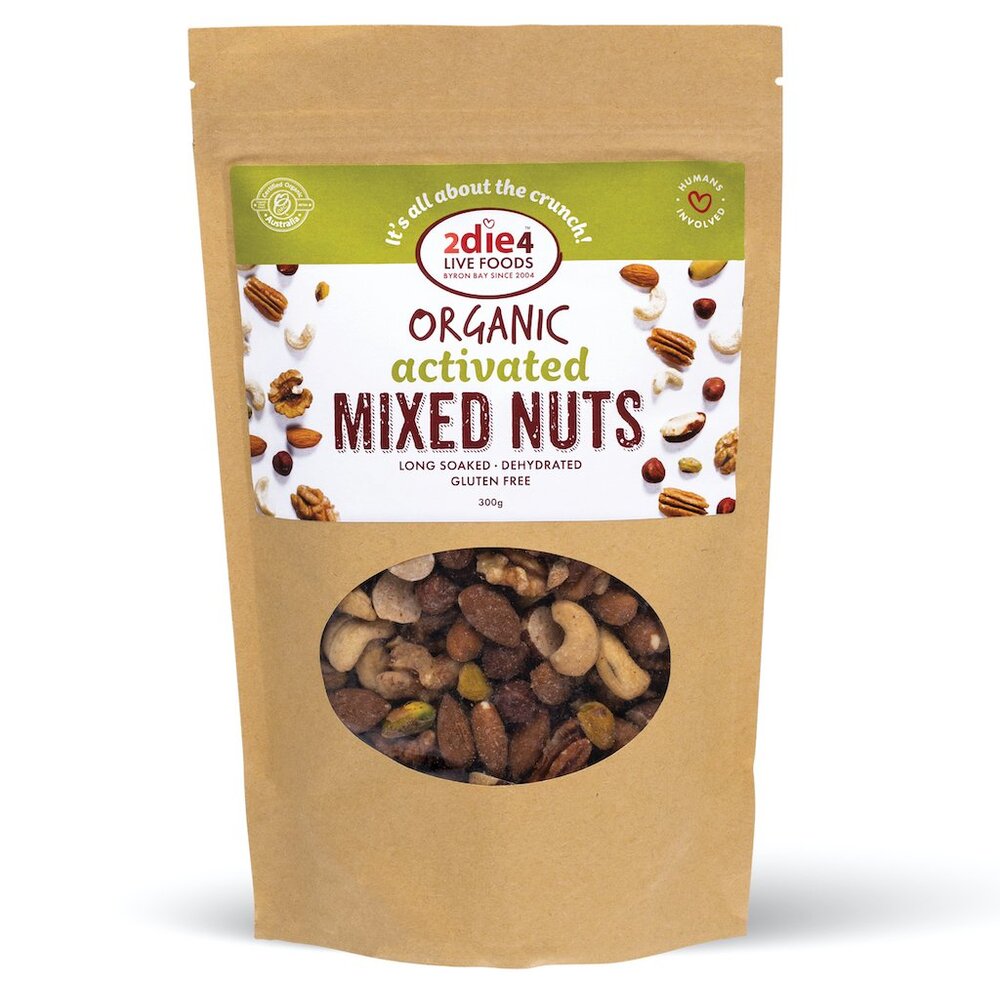 It's all about the crunch!
Certified Organic
Australia
HUMANS
INVOLVED
2die4™
LIVE FOODS
BYRON BAY SINCE 2004
ORGANIC
activated
MIXED NUTS
LONG SOAKED · DEHYDRATED
GLUTEN FREE
300g